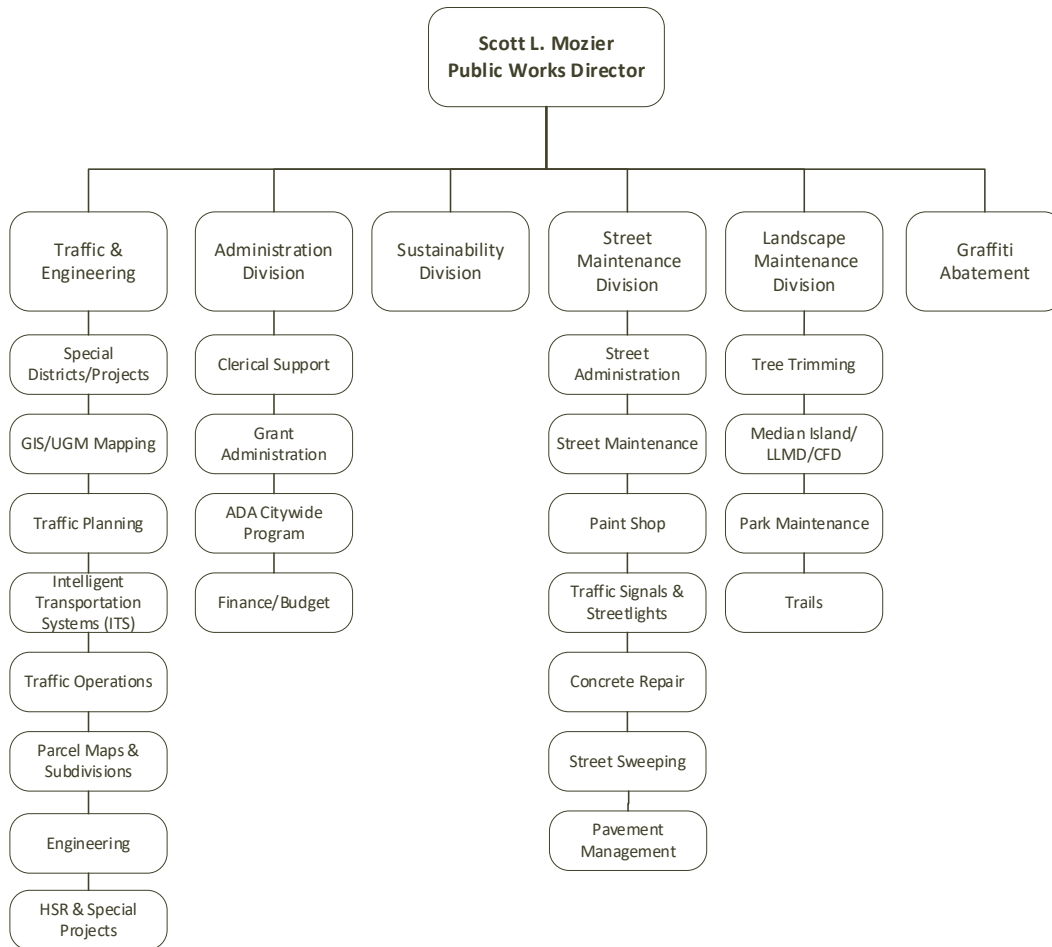 Scott L. Mozier
Public Works Director
Traffic &
Engineering
Administration
Division
Sustainability
Division
Street
Maintenance
Division
Landscape
Maintenance
Division
Graffiti
Abatement
Special
Districts/Projects
GIS/UGM Mapping
Traffic Planning
Intelligent
Transportation
Systems (ITS)
Traffic Operations
Parcel Maps &
Subdivisions
Engineering
HSR & Special
Projects
Clerical Support
Grant
Administration
ADA Citywide
Program
Finance/Budget
Street
Administration
Street Maintenance
Paint Shop
Traffic Signals &
Streetlights
Concrete Repair
Street Sweeping
Pavement
Management
Tree Trimming
Median Island/
LLMD/CFD
Park Maintenance
Trails